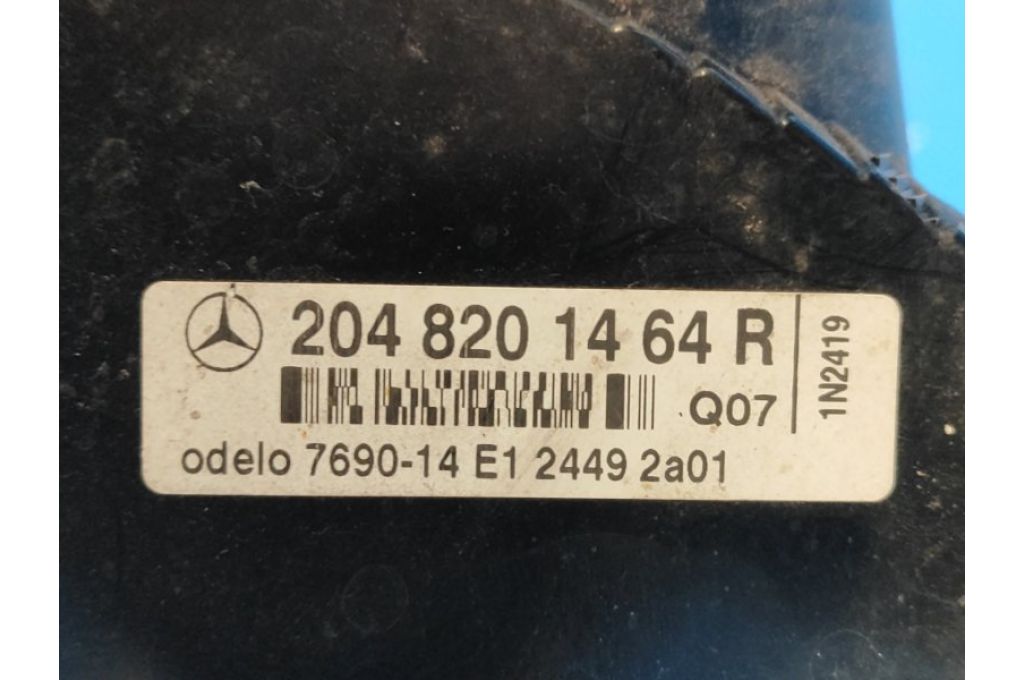 204 820 14 64 R
Q07
odelo 7690-14 E1 2449 2a01
1N2419